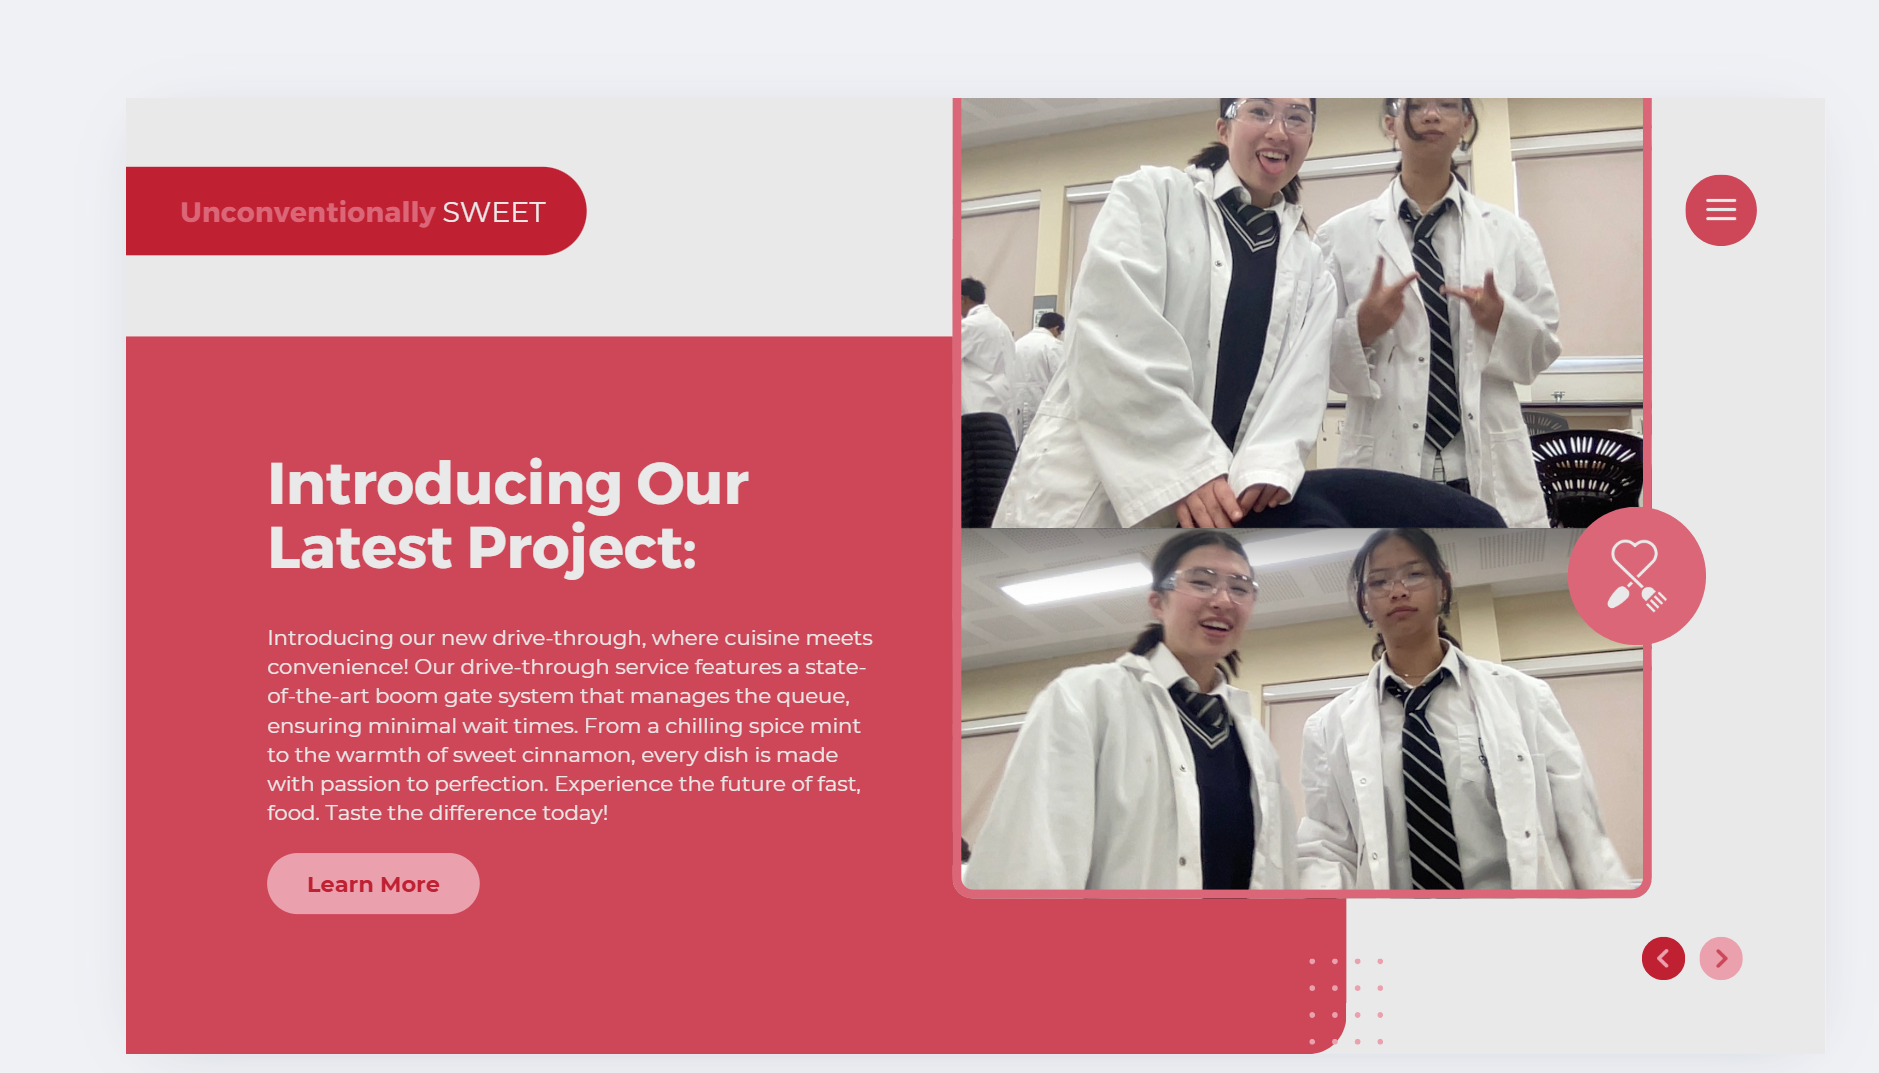 Unconventionally SWEET
Introducing Our
Latest Project:
Introducing our new drive-through, where cuisine meets
convenience! Our drive-through service features a state-
of-the-art boom gate system that manages the queue,
ensuring minimal wait times. From a chilling spice mint
to the warmth of sweet cinnamon, every dish is made
with passion to perfection. Experience the future of fast,
food. Taste the difference today!
Learn More